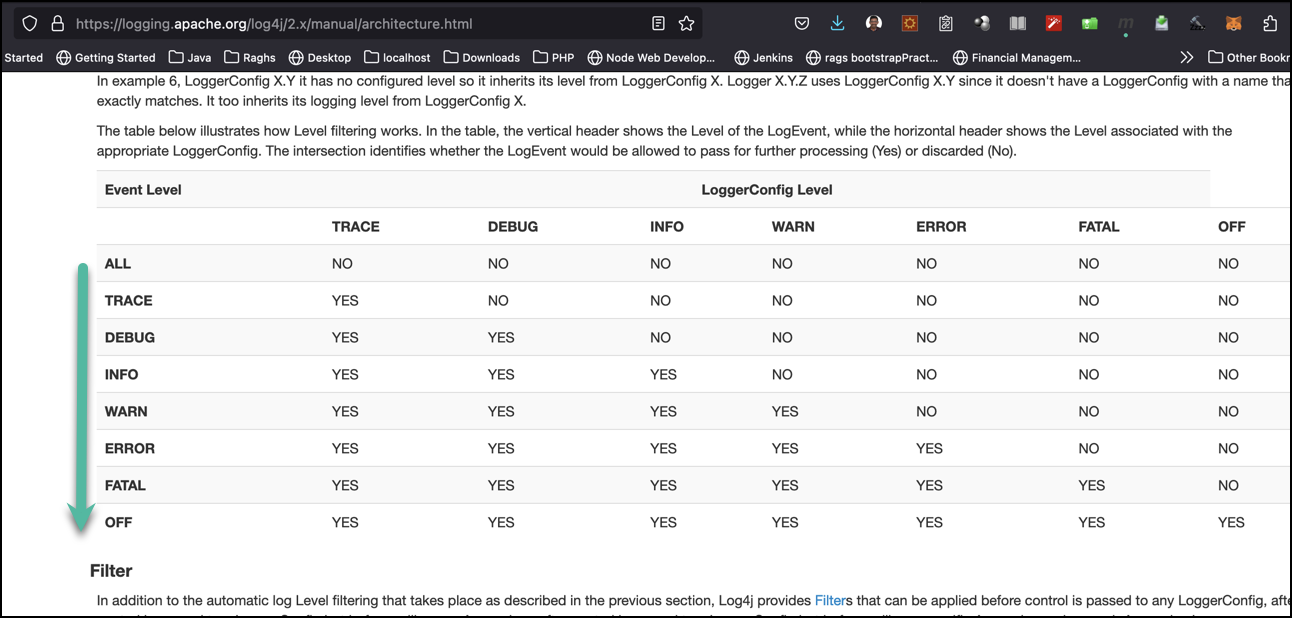 https://logging.apache.org/log4j/2.x/manual/architecture.html
Started Getting Started Java Raghs Desktop localhost Downloads PHP Node Web Develop... Jenkins rags bootstrapPract... Financial Managem... Other Bookr
In example 6, LoggerConfig X.Y it has no configured level so it inherits its level from LoggerConfig X. Logger X.Y.Z uses LoggerConfig X.Y since it doesn't have a LoggerConfig with a name tha
exactly matches. It too inherits its logging level from LoggerConfig X.
The table below illustrates how Level filtering works. In the table, the vertical header shows the Level of the LogEvent, while the horizontal header shows the Level associated with the
appropriate LoggerConfig. The intersection identifies whether the LogEvent would be allowed to pass for further processing (Yes) or discarded (No).
Event Level LoggerConfig Level
TRACE DEBUG INFO WARN ERROR FATAL OFF
ALL NO NO NO NO NO NO NO
TRACE YES NO NO NO NO NO NO
DEBUG YES YES NO NO NO NO NO
INFO YES YES YES NO NO NO NO
WARN YES YES YES YES NO NO NO
ERROR YES YES YES YES YES NO NO
FATAL YES YES YES YES YES YES NO
OFF YES YES YES YES YES YES YES
Filter
In addition to the automatic log Level filtering that takes place as described in the previous section, Log4j provides Filters that can be applied before control is passed to any LoggerConfig, afte